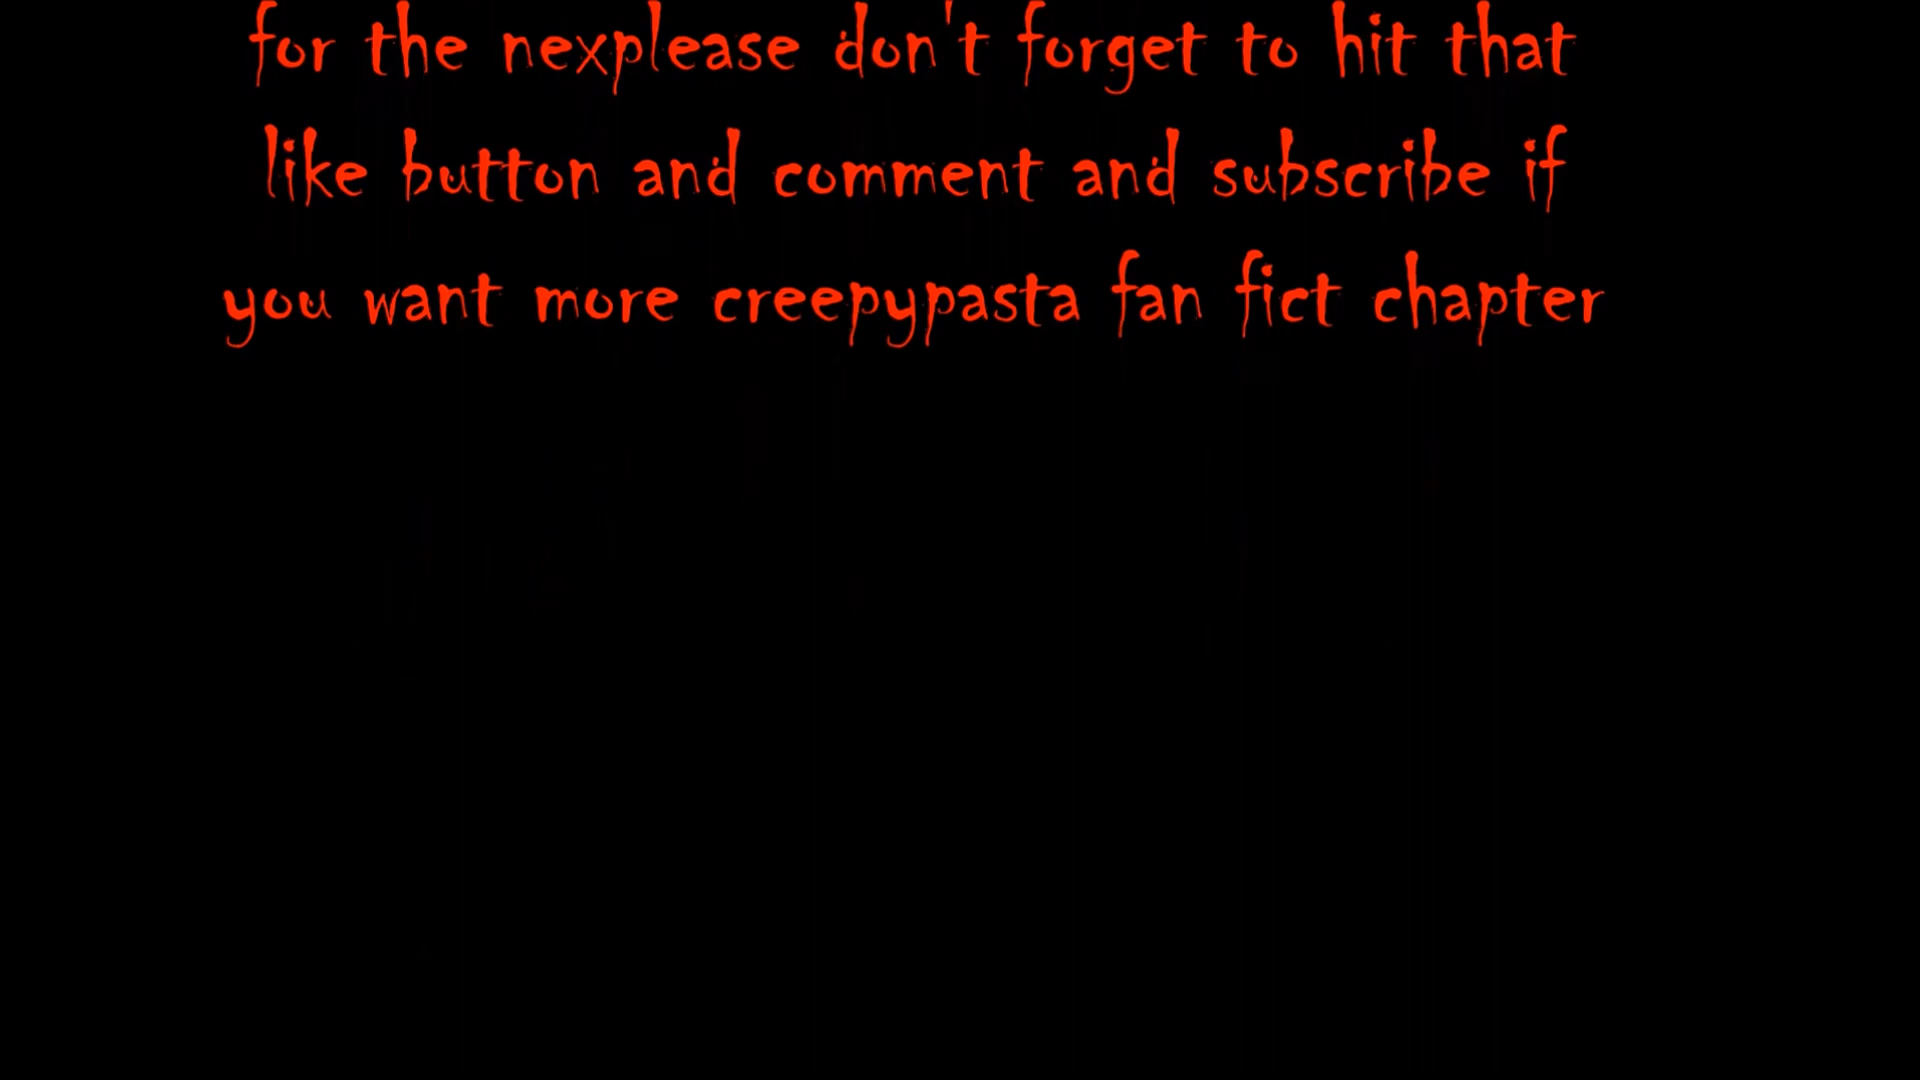 for the nexplease don't forget to hit that
like button and comment and subscribe if
you want more creepypasta fan fict chapter